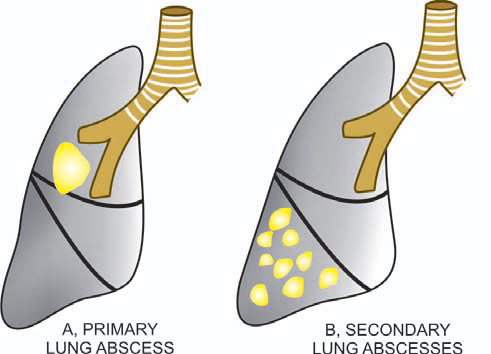 A, PRIMARY
LUNG ABSCESS
B, SECONDARY
LUNG ABSCESSES